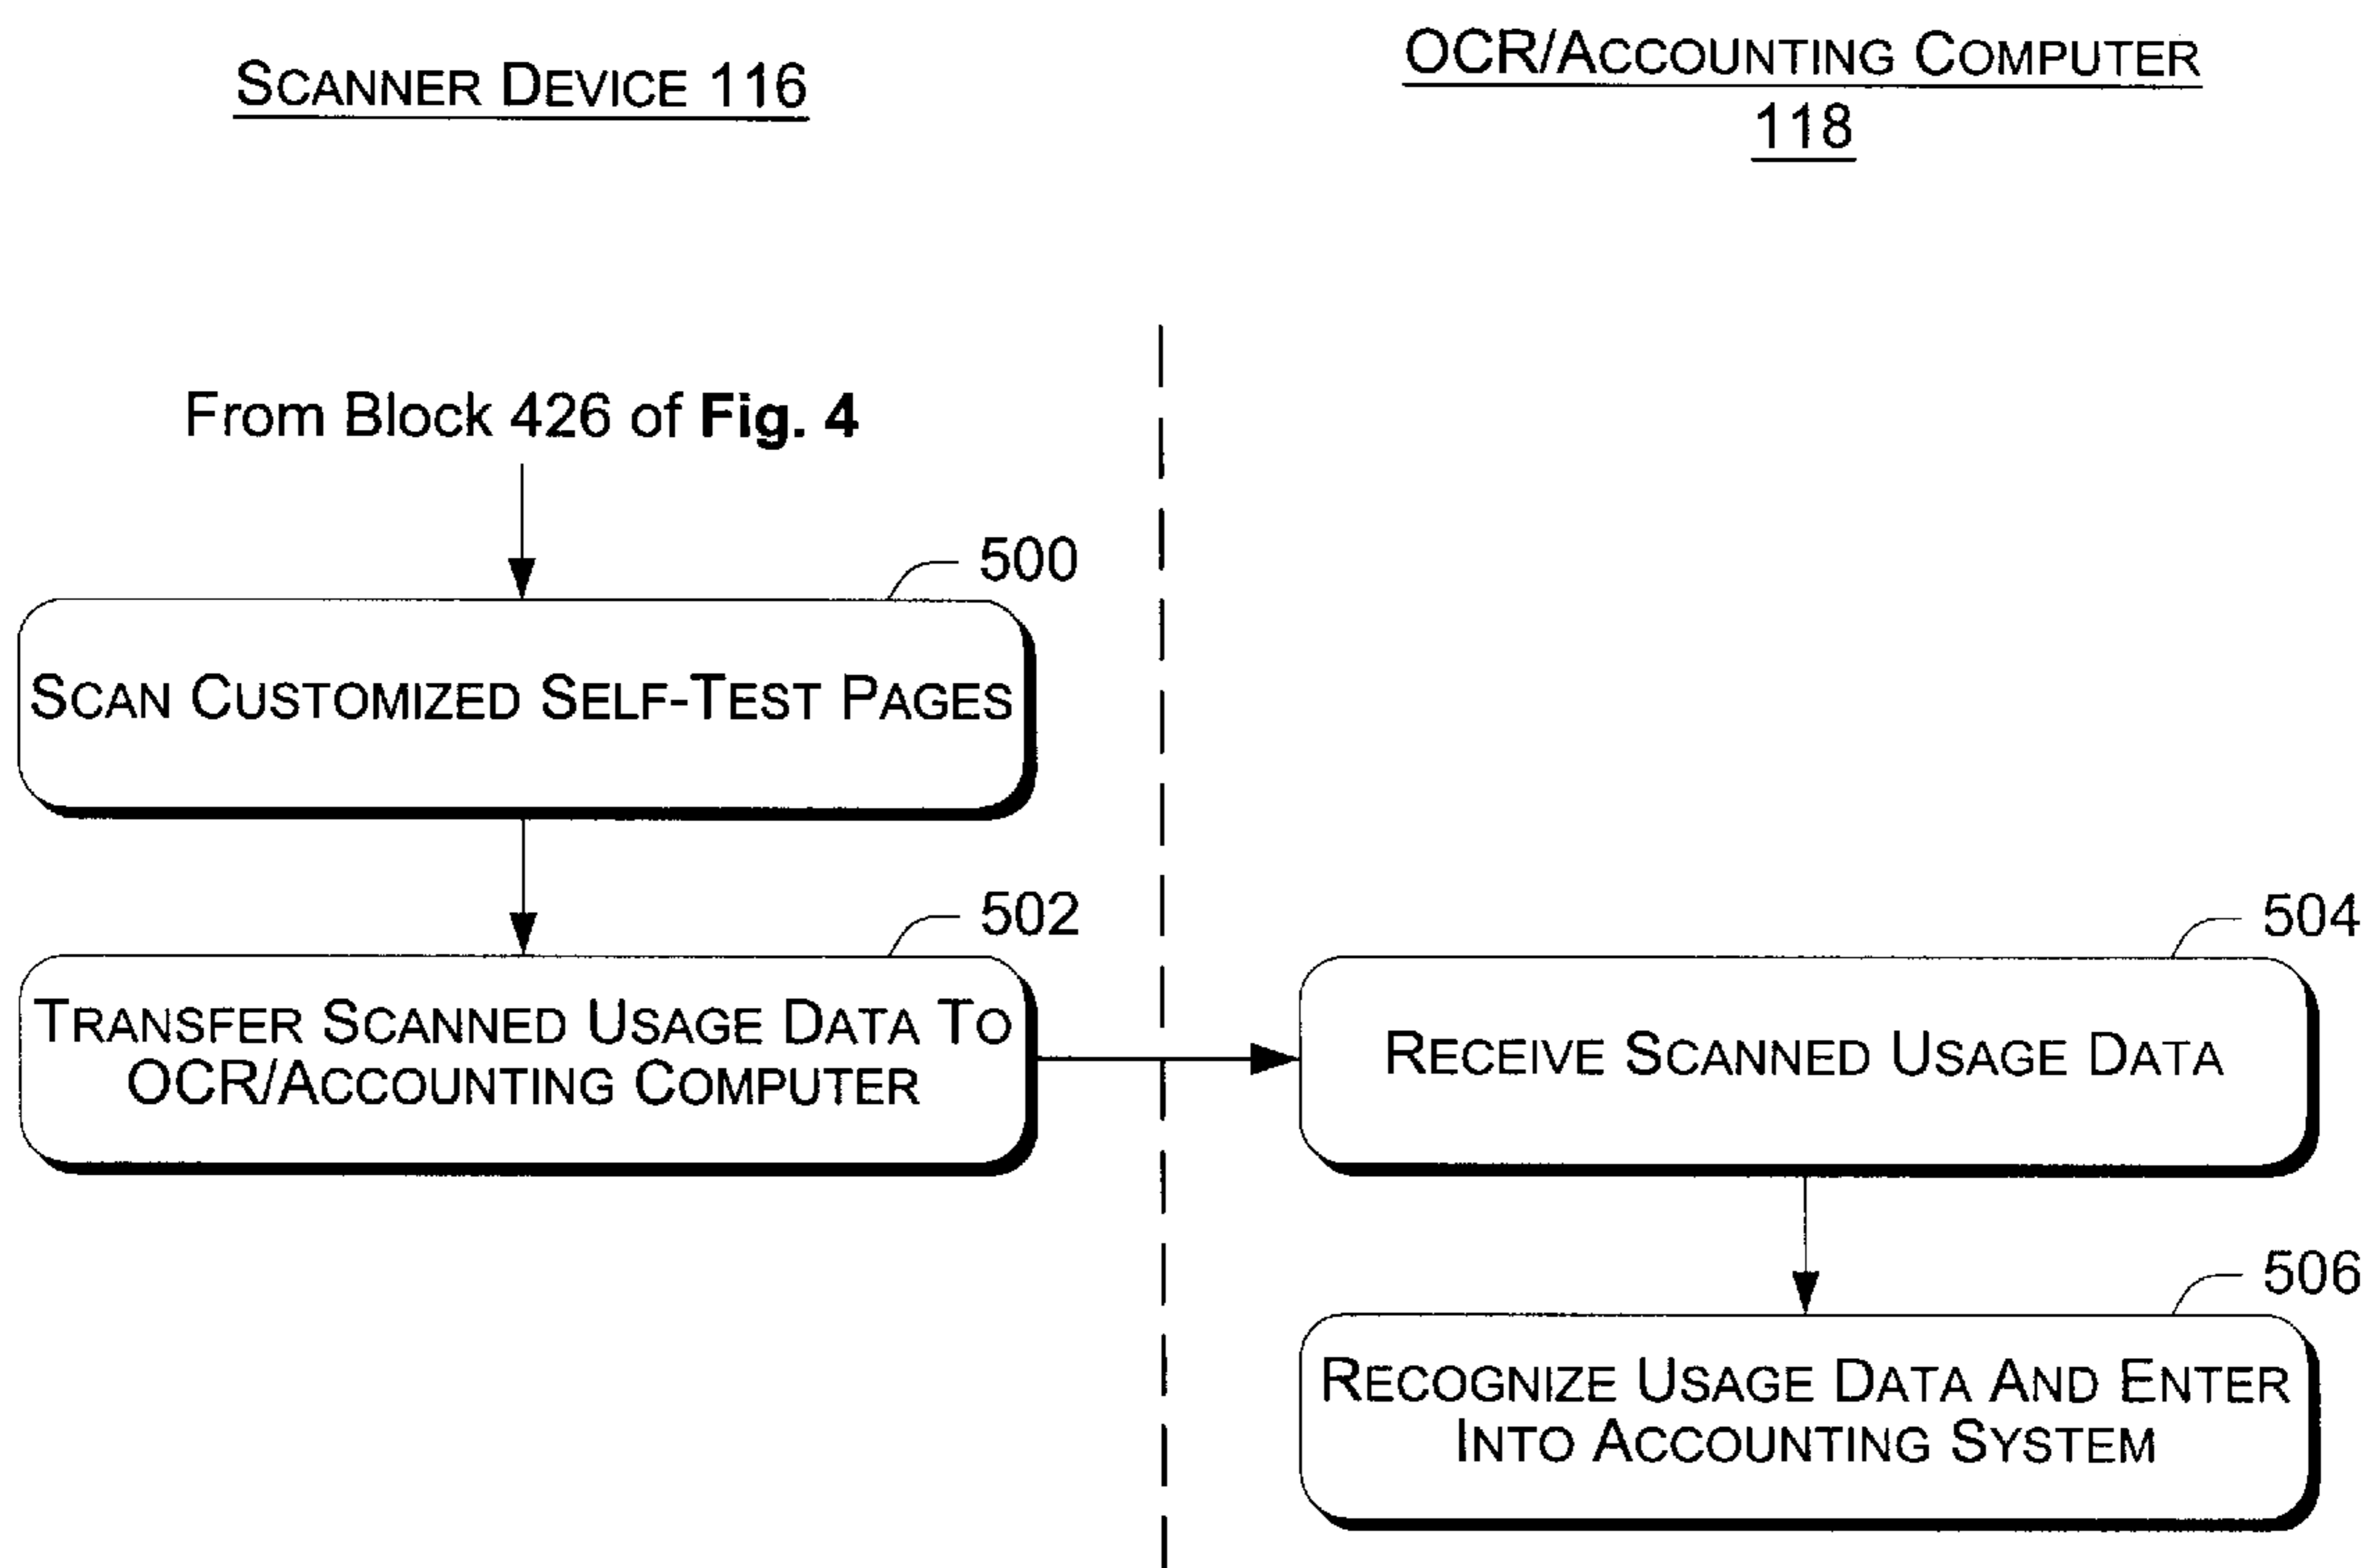 SCANNER DEVICE 116
OCR/ACCOUNTING COMPUTER
118
From Block 426 of Fig. 4
500
SCAN CUSTOMIZED SELF-TEST PAGES
502
TRANSFER SCANNED USAGE DATA TO
OCR/ACCOUNTING COMPUTER
504
RECEIVE SCANNED USAGE DATA
506
RECOGNIZE USAGE DATA AND ENTER
INTO ACCOUNTING SYSTEM